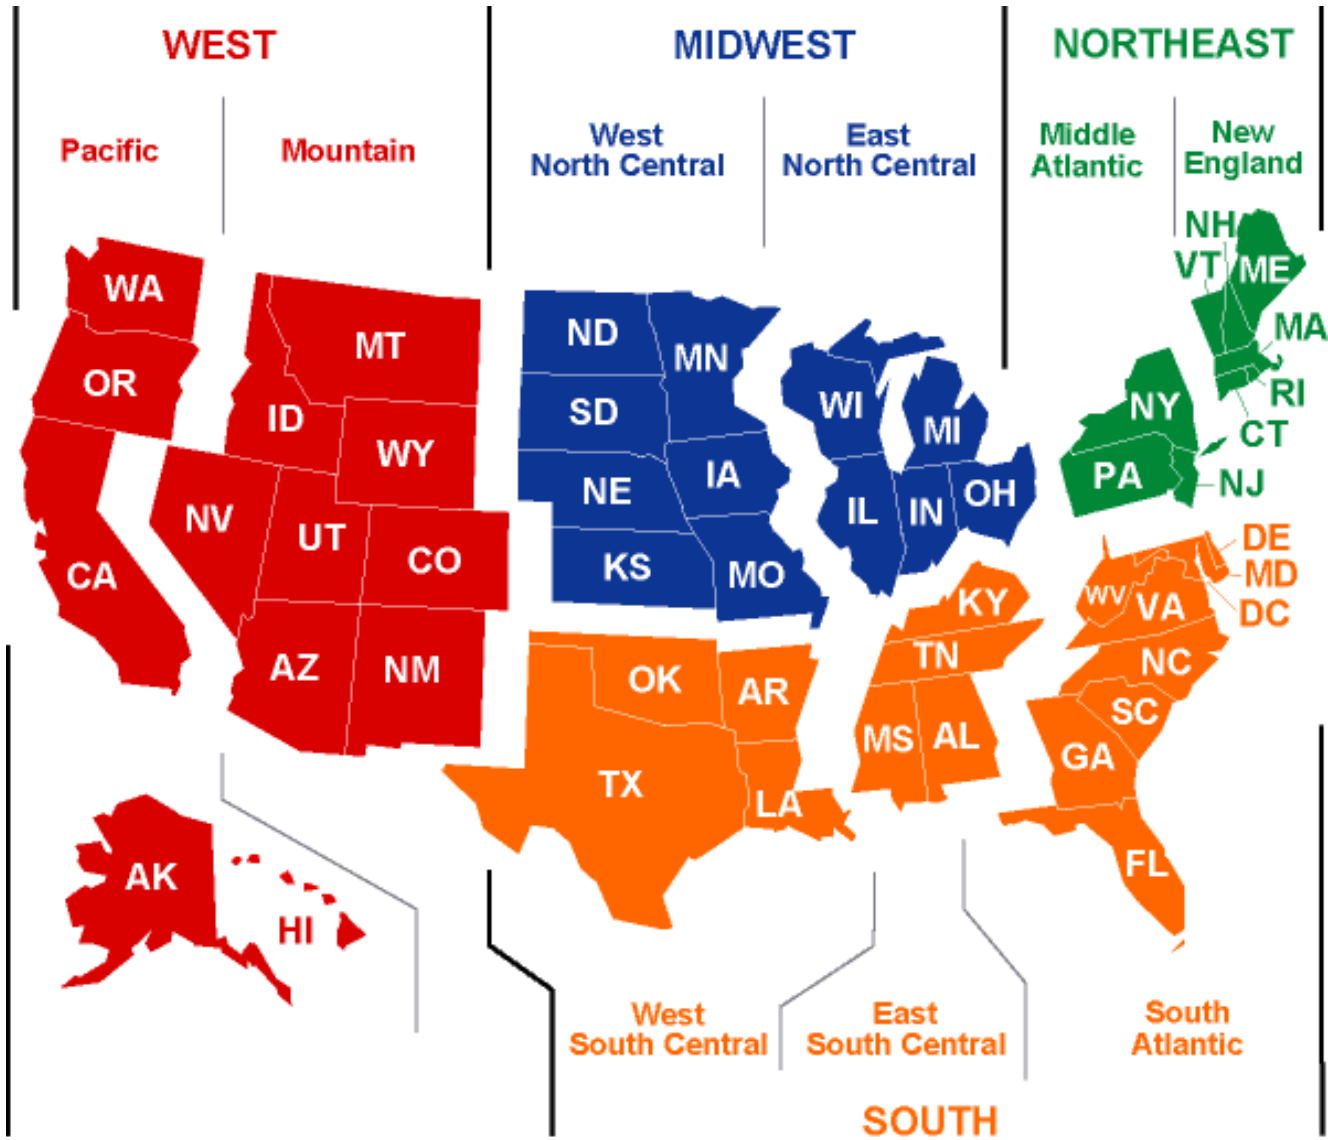 WEST
MIDWEST
NORTHEAST
Pacific
Mountain
West
North Central
East
North Central
Middle
Atlantic
New
England
WA
OR
CA
MT
ID
WY
NV
UT
CO
AZ
NM
AK
HI
ND
MN
SD
NE
IA
KS
MO
WI
MI
IL
IN
OH
NH
VT
ME
MA
RI
CT
NY
PA
NJ
DE
MD
DC
WV
VA
KY
TN
NC
SC
OK
AR
MS
AL
GA
TX
LA
FL
West
South Central
East
South Central
South
Atlantic
SOUTH